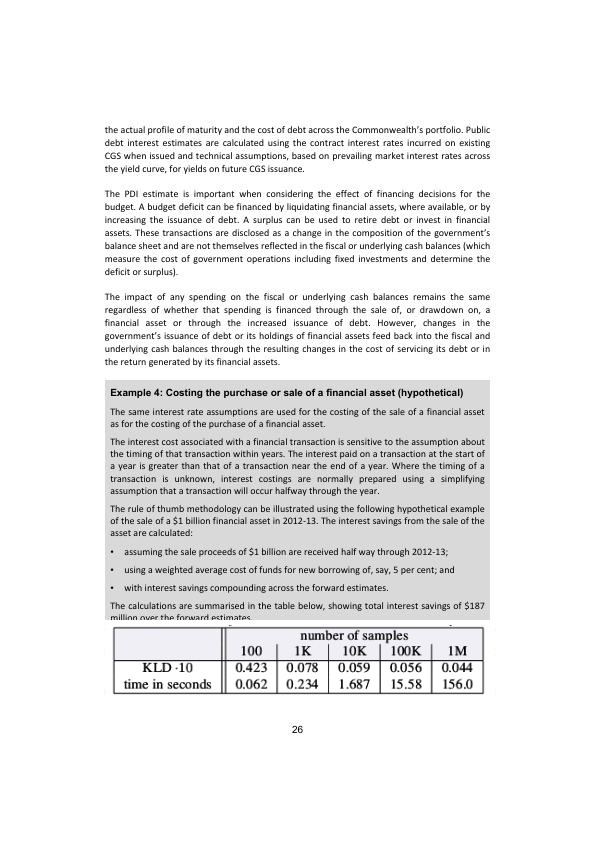 the actual profile of maturity and the cost of debt across the Commonwealth's portfolio. Public
debt interest estimates are calculated using the contract interest rates incurred on existing
CGS when issued and technical assumptions, based on prevailing market interest rates across
the yield curve, for yields on future CGS issuance.
The PDI estimate is important when considering the effect of financing decisions for the
budget. A budget deficit can be financed by liquidating financial assets, where available, or by
increasing the issuance of debt. A surplus can be used to retire debt or invest in financial
assets. These transactions are disclosed as a change in the composition of the government's
balance sheet and are not themselves reflected in the fiscal or underlying cash balances (which
measure the cost of government operations including fixed investments and determine the
deficit or surplus).
The impact of any spending on the fiscal or underlying cash balances remains the same
regardless of whether that spending is financed through the sale of, or drawdown on, a
financial asset or through the increased issuance of debt. However, changes in the
government's issuance of debt or its holdings of financial assets feed back into the fiscal and
underlying cash balances through the resulting changes in the cost of servicing its debt or in
the return generated by its financial assets.
Example 4: Costing the purchase or sale of a financial asset (hypothetical)
The same interest rate assumptions are used for the costing of the sale of a financial asset
as for the costing of the purchase of a financial asset.
The interest cost associated with a financial transaction is sensitive to the assumption about
the timing of that transaction within years. The interest paid on a transaction at the start of
a year is greater than that of a transaction near the end of a year. Where the timing of a
transaction is unknown, interest costings are normally prepared using a simplifying
assumption that a transaction will occur halfway through the year.
The rule of thumb methodology can be illustrated using the following hypothetical example
of the sale of a $1 billion financial asset in 2012-13. The interest savings from the sale of the
asset are calculated:
• assuming the sale proceeds of $1 billion are received half way through 2012-13;
• using a weighted average cost of funds for new borrowing of, say, 5 per cent; and
• with interest savings compounding across the forward estimates.
The calculations are summarised in the table below, showing total interest savings of $187
million over the forward estimates.
number of samples
100 1K 10K 100K 1M
KLD ·10 0.423 0.078 0.059 0.056 0.044
time in seconds 0.062 0.234 1.687 15.58 156.0
26